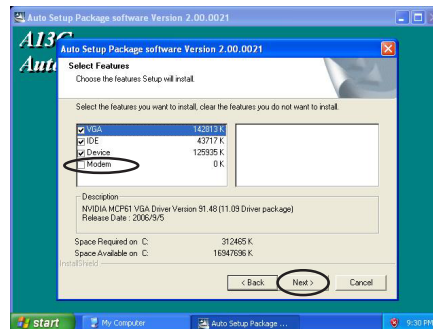 Auto Setup Package software Version 2.00.0021
A13G
Auto Setup Package software Version 2.00.0021
Auto
Select Features
Choose the features Setup will install.
Select the features you want to install, clear the features you do not want to install.
VGA 142813 K
IDE 43717 K
Device 125935 K
Modem 0 K
Description
NVIDIA MCP61 VGA Driver Version 91.48 (11.09 Driver package)
Release Date : 2006/9/5
Space Required on C: 312465 K
Space Available on C: 16947696 K
InstallShield
< Back Next > Cancel
start My Computer Auto Setup Package ... 9:30 PM